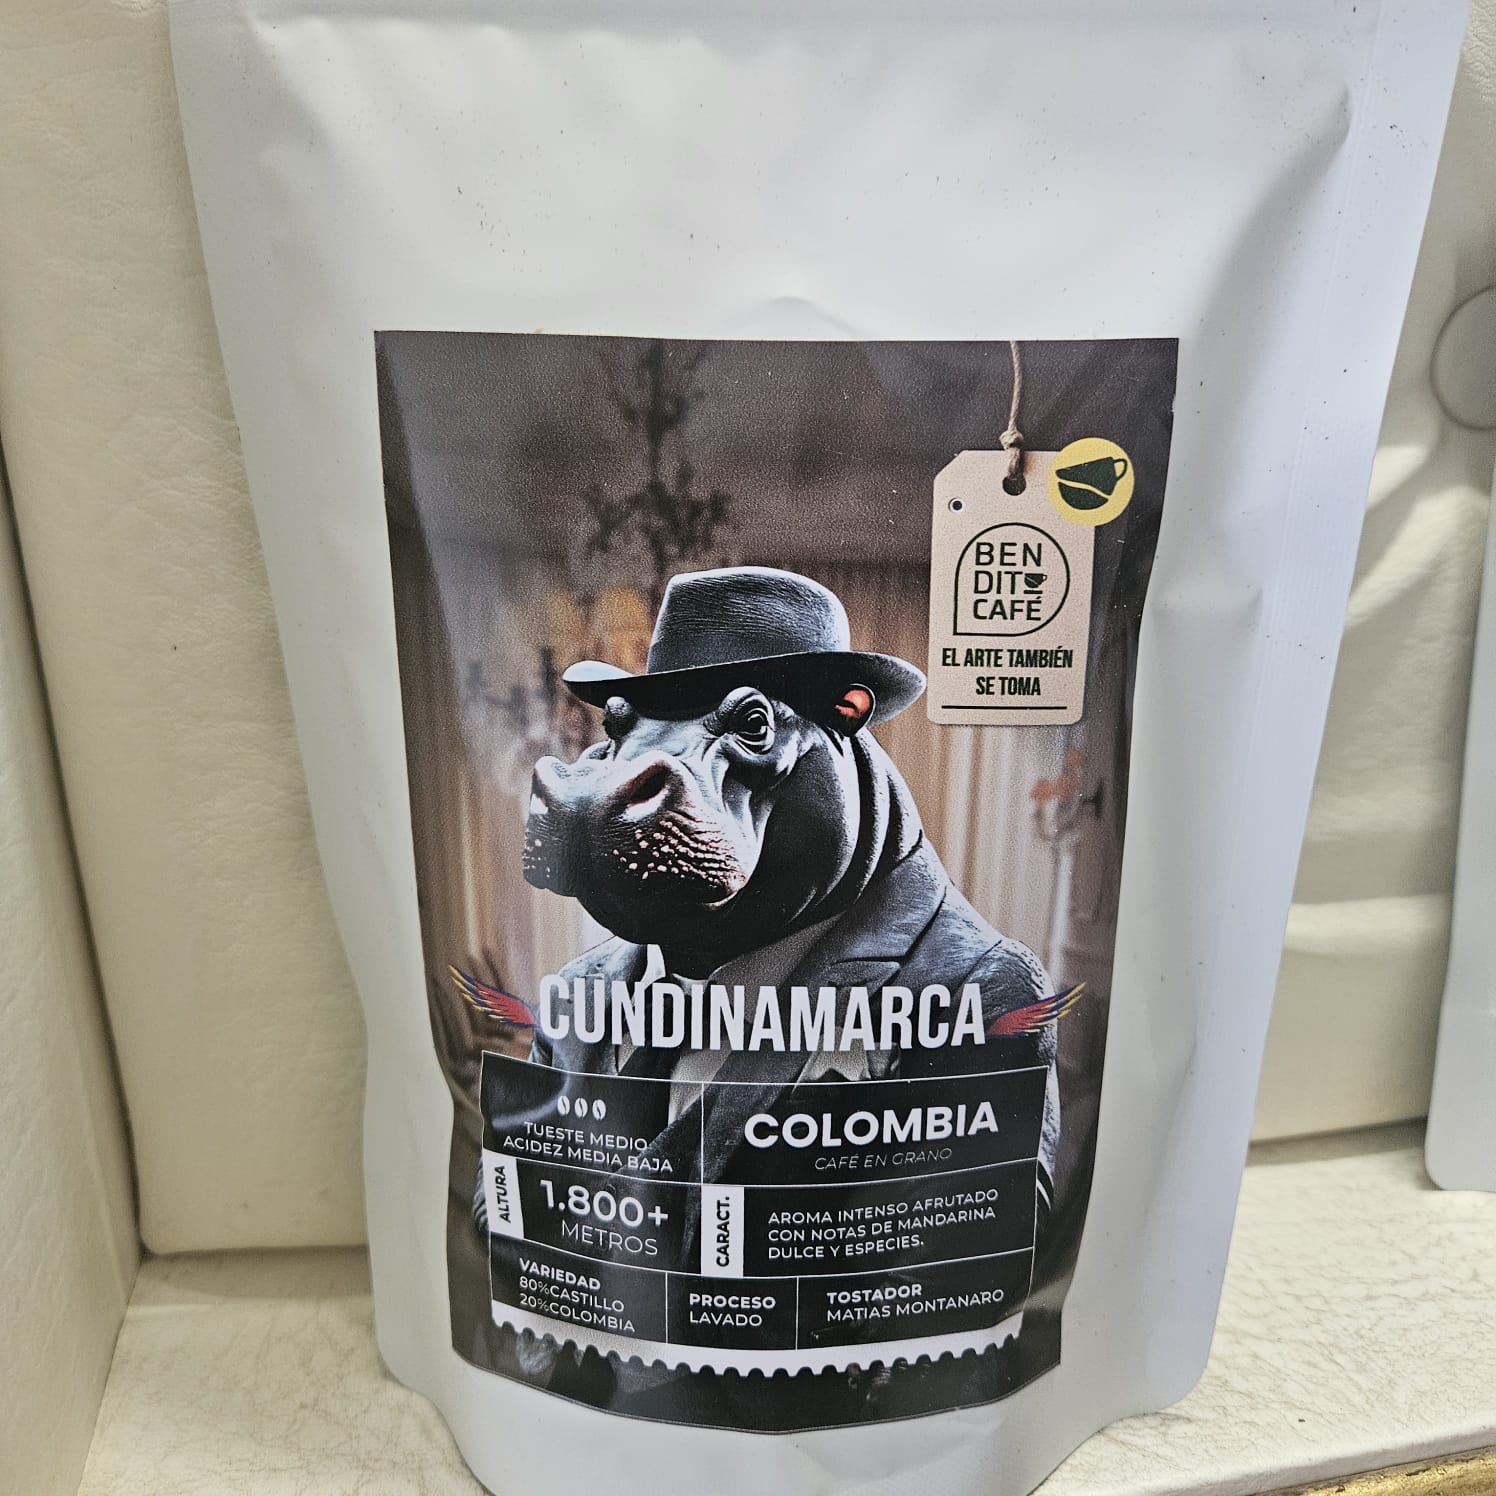 BEN
DITO
CAFÉ
EL ARTE TAMBIÉN
SE TOMA
CUNDINAMARCA
TUESTE MEDIO
ACIDEZ MEDIA BAJA
COLOMBIA
CAFÉ EN GRANO
ALTURA
1.800+
METROS
CARACT.
AROMA INTENSO AFRUTADO
CON NOTAS DE MANDARINA
DULCE Y ESPECIES.
VARIEDAD
80%CASTILLO
20%COLOMBIA
PROCESO
LAVADO
TOSTADOR
MATIAS MONTANARO